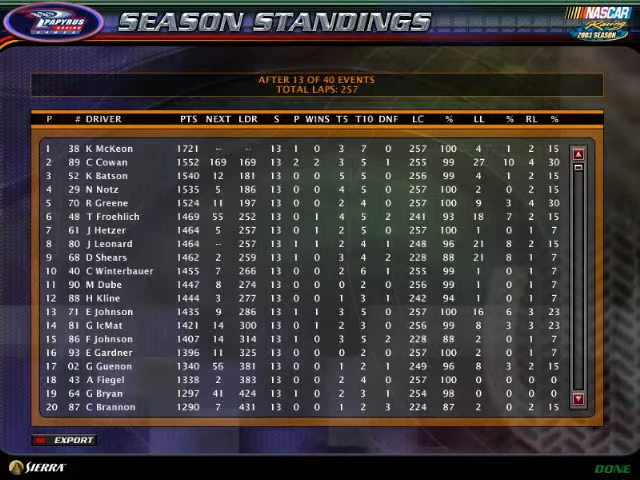 PAPYRUS RACING GAMES SEASON STANDINGS NASCAR Racing 2003 SEASON
AFTER 13 OF 40 EVENTS
TOTAL LAPS: 257
P # DRIVER PTS NEXT LDR S P WINS T5 T10 DNF LC % LL % RL %
1 38 K McKeon 1721 -- -- 13 1 0 3 7 0 257 100 4 1 2 15
2 89 C Cowan 1552 169 169 13 2 2 3 5 1 255 99 27 10 4 30
3 52 K Batson 1540 12 181 13 0 0 5 5 0 256 99 4 1 2 15
4 29 N Notz 1535 5 186 13 0 0 4 5 0 257 100 2 0 2 15
5 70 R Greene 1524 11 197 13 0 0 2 4 0 257 100 9 3 4 30
6 48 T Froehlich 1469 55 252 13 0 1 4 5 2 241 93 18 7 2 15
7 61 J Hetzer 1464 5 257 13 0 1 2 5 0 257 100 1 0 1 7
8 80 J Leonard 1464 -- 257 13 1 1 2 4 1 248 96 21 8 2 15
9 68 D Shears 1462 2 259 13 1 0 3 4 2 228 88 21 8 1 7
10 40 C Winterbauer 1455 7 266 13 0 0 2 6 1 255 99 1 0 1 7
11 90 M Dube 1447 8 274 13 0 0 0 2 0 256 99 1 0 1 7
12 88 H Kline 1444 3 277 13 0 0 1 3 1 242 94 1 0 1 7
13 71 E Johnson 1435 9 286 13 1 1 3 5 0 257 100 16 6 3 23
14 81 G IcMat 1421 14 300 13 0 1 2 3 0 256 99 8 3 3 23
15 86 F Johnson 1407 14 314 13 1 0 3 5 2 228 88 2 0 1 7
16 93 E Gardner 1396 11 325 13 0 0 0 2 0 257 100 2 0 1 7
17 02 G Guenon 1340 56 381 13 0 0 1 2 1 249 96 8 3 2 15
18 43 A Fiegel 1338 2 383 13 0 0 2 4 0 257 100 0 0 0 0
19 64 G Bryan 1297 41 424 13 1 0 2 3 1 254 98 0 0 0 0
20 87 C Brannon 1290 7 431 13 0 0 1 2 3 224 87 2 0 2 15
EXPORT
SIERRA DONE